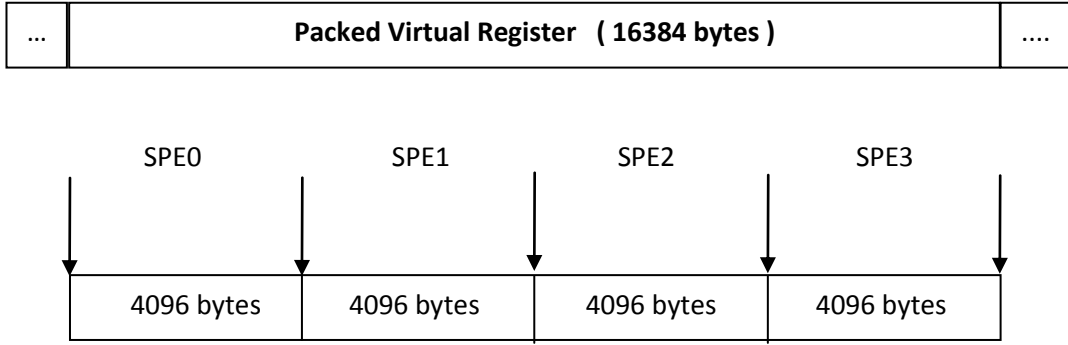 ... Packed Virtual Register ( 16384 bytes ) ....
SPE0 SPE1 SPE2 SPE3
4096 bytes 4096 bytes 4096 bytes 4096 bytes